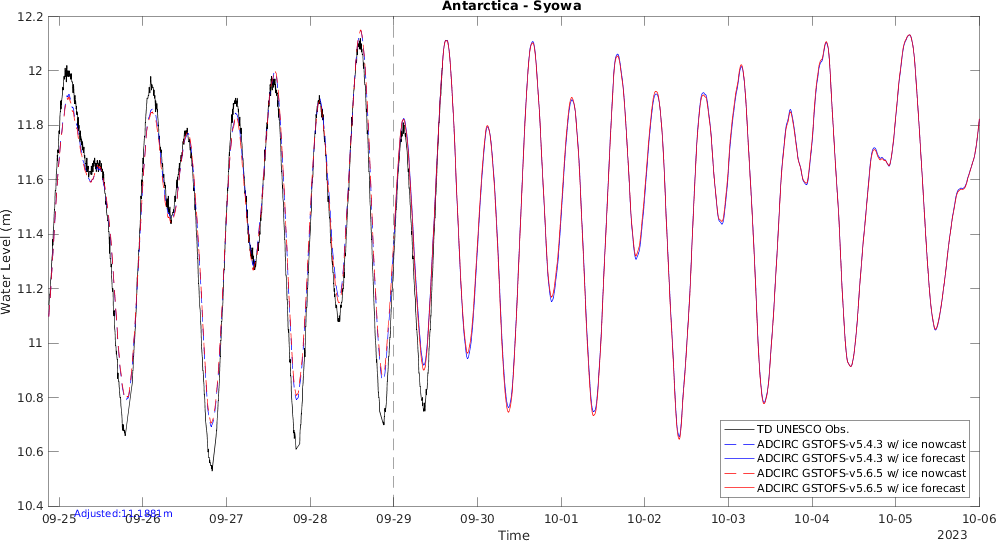 Antarctica - Syowa
12.2
12
11.8
11.6
11.4
11.2
11
10.8
10.6
10.4
Water Level (m)
TD UNESCO Obs.
ADCIRC GSTOFS-v5.4.3 w/ ice nowcast
ADCIRC GSTOFS-v5.4.3 w/ ice forecast
ADCIRC GSTOFS-v5.6.5 w/ ice nowcast
ADCIRC GSTOFS-v5.6.5 w/ ice forecast
09-25 09-26 09-27 09-28 09-29 09-30 10-01 10-02 10-03 10-04 10-05 10-06
Adjusted:11.1881m
Time
2023